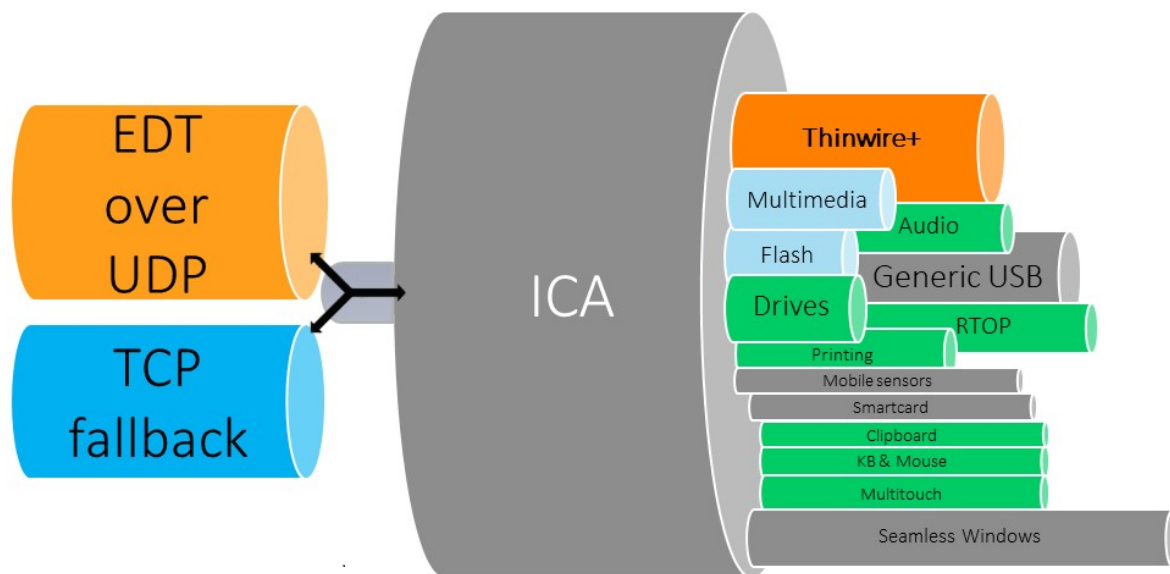 EDT
over
UDP
TCP
fallback
ICA
Thinwire+
Multimedia
Audio
Flash
Generic USB
Drives
RTOP
Printing
Mobile sensors
Smartcard
Clipboard
KB & Mouse
Multitouch
Seamless Windows